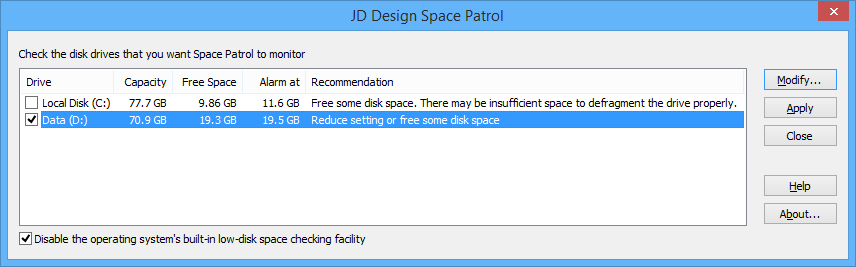 JD Design Space Patrol
Check the disk drives that you want Space Patrol to monitor
Drive Capacity Free Space Alarm at Recommendation
Local Disk (C:) 77.7 GB 9.86 GB 11.6 GB Free some disk space. There may be insufficient space to defragment the drive properly.
Data (D:) 70.9 GB 19.3 GB 19.5 GB Reduce setting or free some disk space
Modify...
Apply
Close
Help
About...
Disable the operating system's built-in low-disk space checking facility